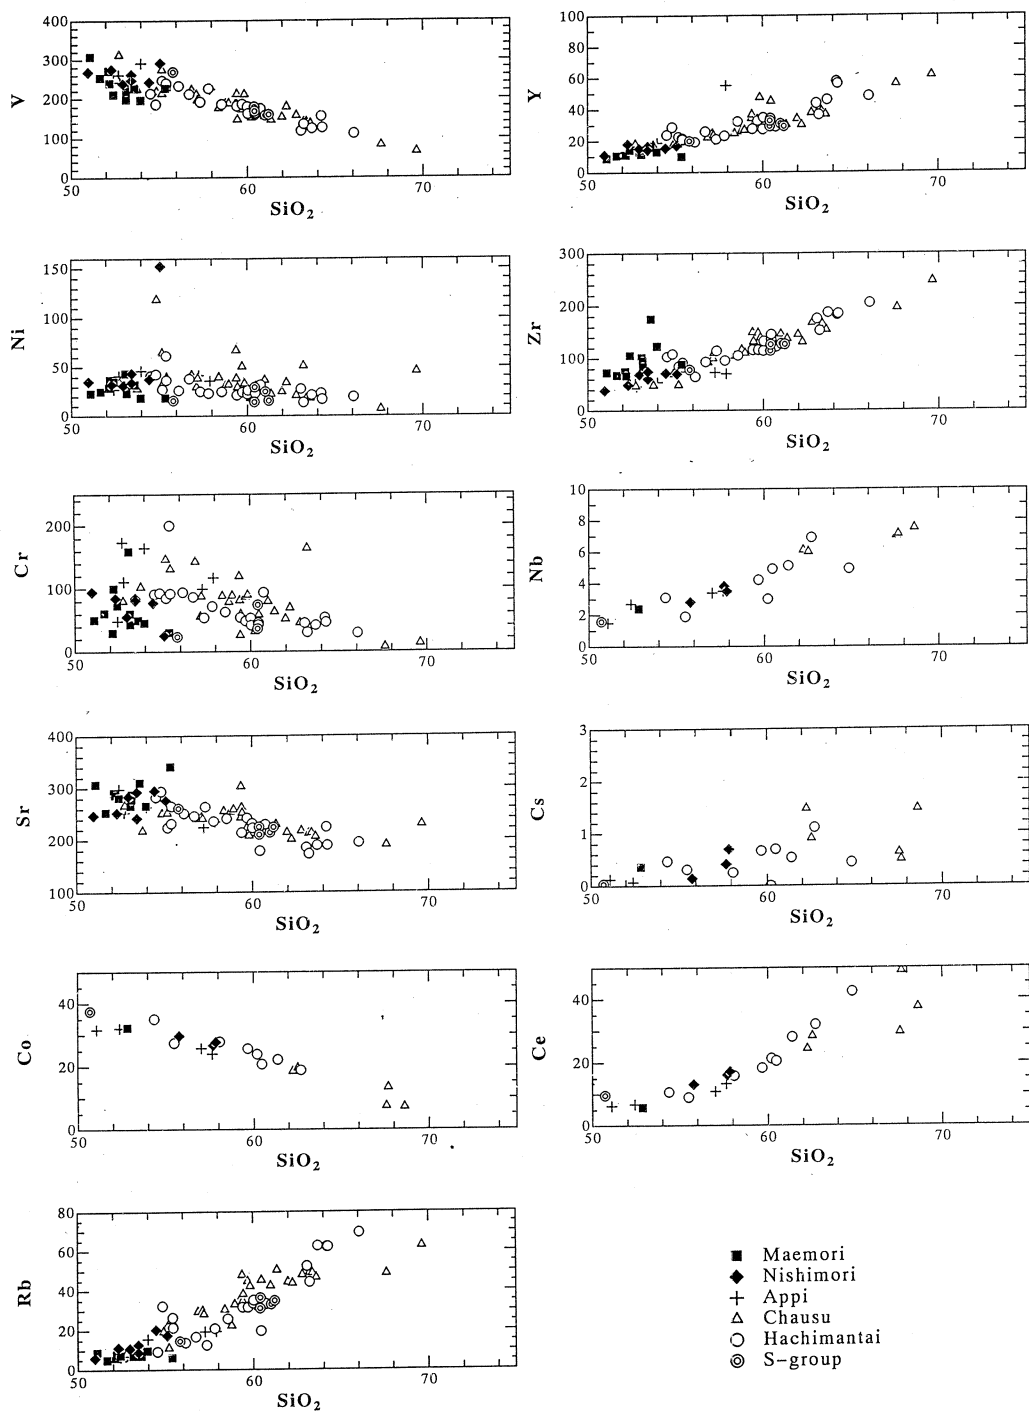 400
300
200
100
0
V
50
60
70
SiO2
100
80
60
40
20
0
Y
50
60
70
SiO2
150
100
50
0
Ni
50
60
70
SiO2
300
200
100
0
Zr
50
60
70
SiO2
200
100
0
Cr
50
60
70
SiO2
10
8
6
4
2
0
Nb
50
60
70
SiO2
400
300
200
100
Sr
50
60
70
SiO2
3
2
1
0
Cs
50
60
70
SiO2
40
20
0
Co
50
60
70
SiO2
40
20
0
Ce
50
60
70
SiO2
80
60
40
20
0
Rb
50
60
70
SiO2
Maemori
Nishimori
Appi
Chausu
Hachimantai
S-group